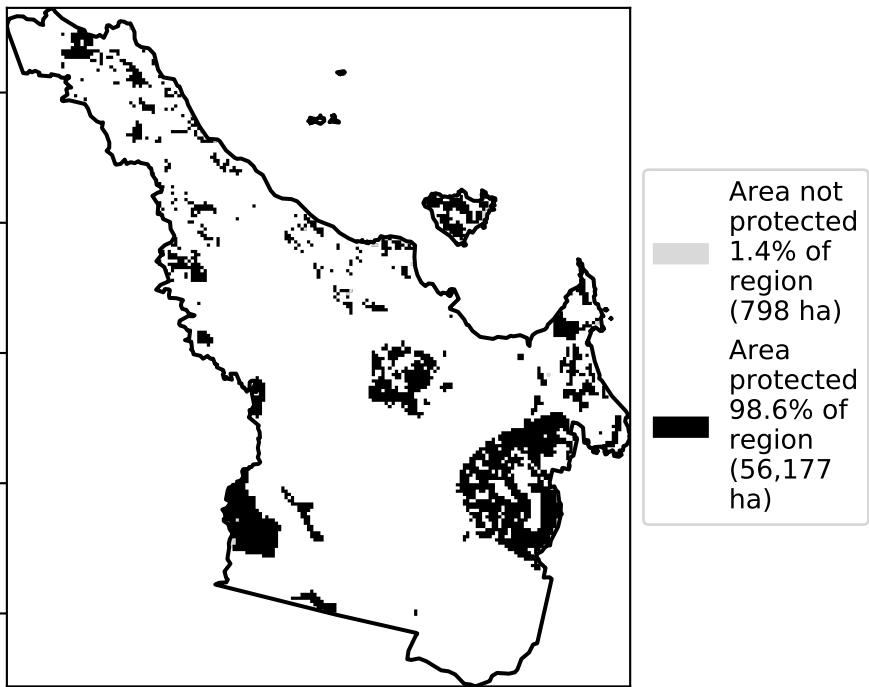 Area not
protected
1.4% of
region
(798 ha)
Area
protected
98.6% of
region
(56,177
ha)